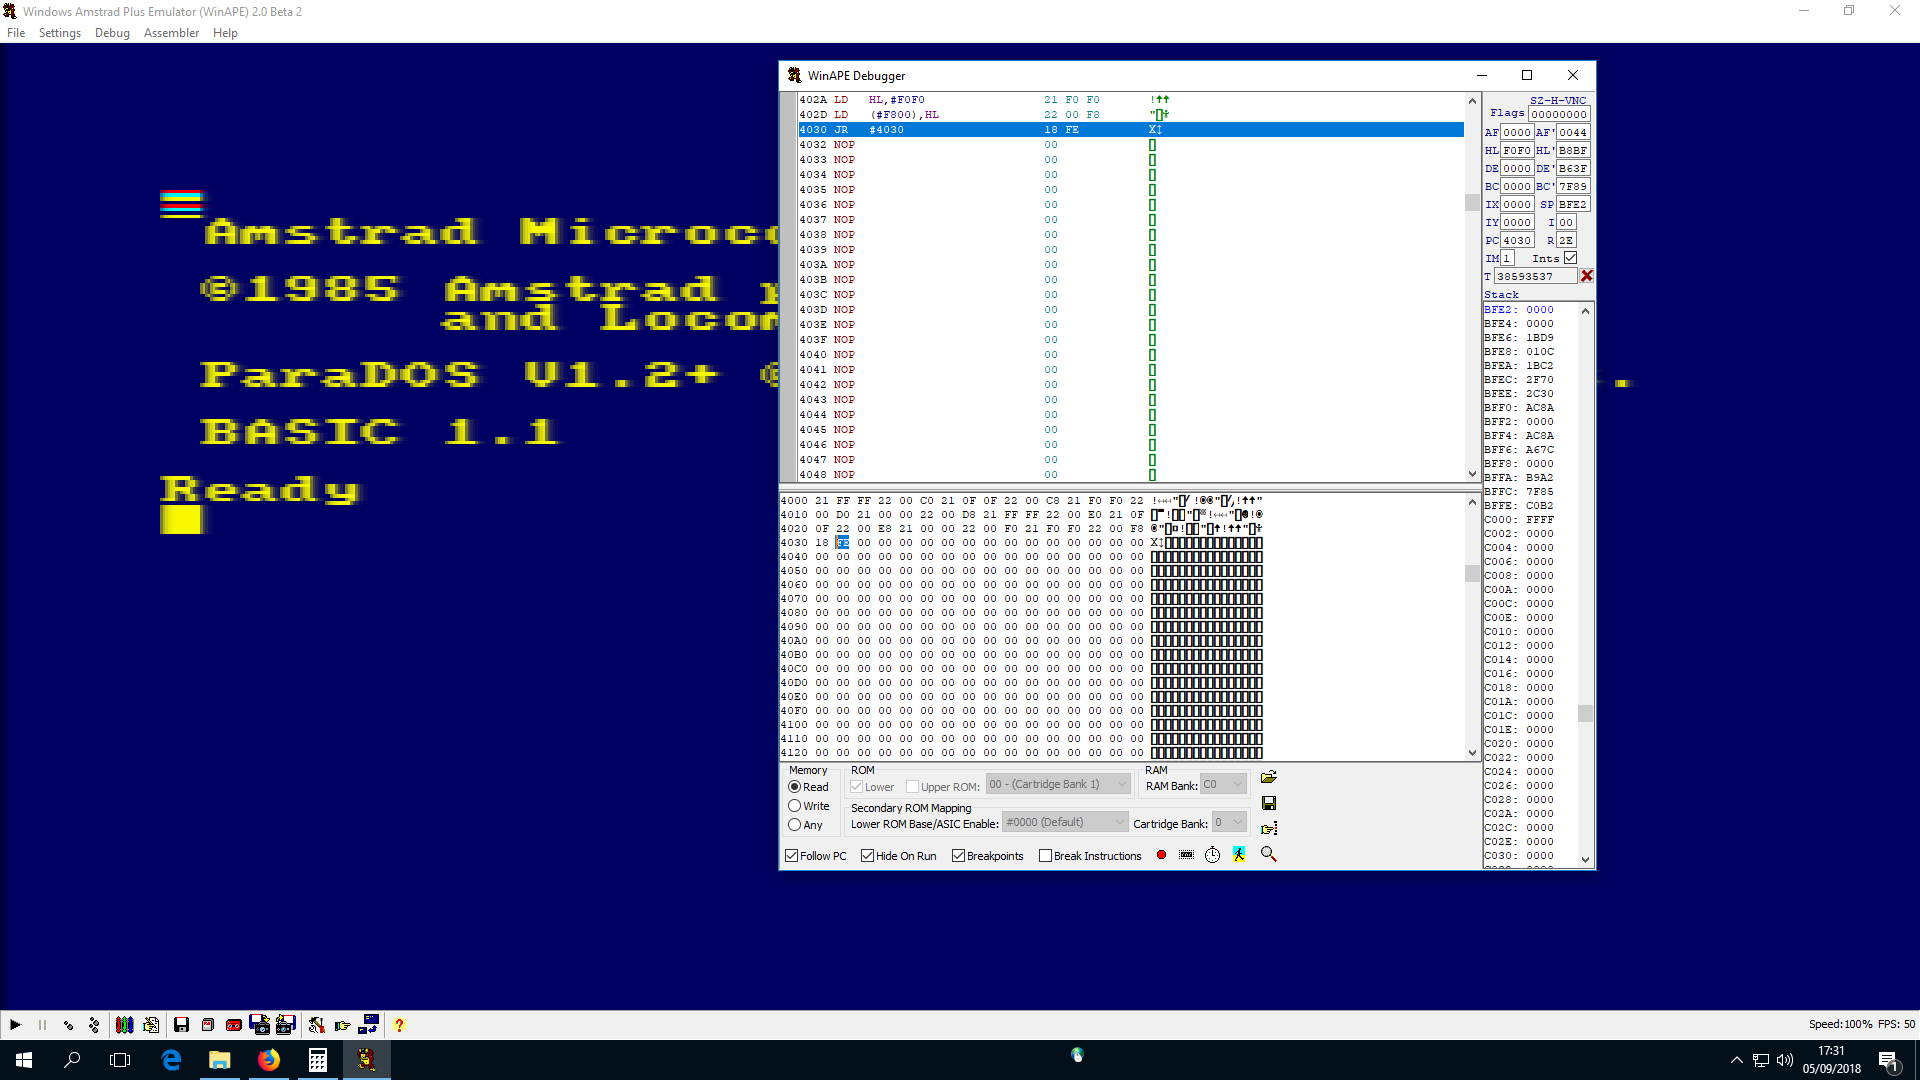 Windows Amstrad Plus Emulator (WinAPE) 2.0 Beta 2
File Settings Debug Assembler Help
Amstrad Microc
©1985 Amstrad
and Locom
ParaDOS V1.2+
BASIC 1.1
Ready
WinAPE Debugger
402A LD HL,#F0F0 21 F0 F0
402D LD (#F800),HL 22 00 F8
4030 JR #4030 18 FE
4032 NOP 00
4033 NOP 00
4034 NOP 00
4035 NOP 00
4036 NOP 00
4037 NOP 00
4038 NOP 00
4039 NOP 00
403A NOP 00
403B NOP 00
403C NOP 00
403D NOP 00
403E NOP 00
403F NOP 00
4040 NOP 00
4041 NOP 00
4042 NOP 00
4043 NOP 00
4044 NOP 00
4045 NOP 00
4046 NOP 00
4047 NOP 00
4048 NOP 00
4000 21 FF FF 22 00 C0 21 0F 0F 22 00 C8 21 F0 F0 22
4010 00 D0 21 00 00 22 00 D8 21 FF FF 22 00 E0 21 0F
4020 0F 22 00 E8 21 00 00 22 00 F0 21 F0 F0 22 00 F8
4030 18 FE 00 00 00 00 00 00 00 00 00 00 00 00 00 00
4040 00 00 00 00 00 00 00 00 00 00 00 00 00 00 00 00
4050 00 00 00 00 00 00 00 00 00 00 00 00 00 00 00 00
4060 00 00 00 00 00 00 00 00 00 00 00 00 00 00 00 00
4070 00 00 00 00 00 00 00 00 00 00 00 00 00 00 00 00
4080 00 00 00 00 00 00 00 00 00 00 00 00 00 00 00 00
4090 00 00 00 00 00 00 00 00 00 00 00 00 00 00 00 00
40A0 00 00 00 00 00 00 00 00 00 00 00 00 00 00 00 00
40B0 00 00 00 00 00 00 00 00 00 00 00 00 00 00 00 00
40C0 00 00 00 00 00 00 00 00 00 00 00 00 00 00 00 00
40D0 00 00 00 00 00 00 00 00 00 00 00 00 00 00 00 00
40E0 00 00 00 00 00 00 00 00 00 00 00 00 00 00 00 00
40F0 00 00 00 00 00 00 00 00 00 00 00 00 00 00 00 00
4100 00 00 00 00 00 00 00 00 00 00 00 00 00 00 00 00
4110 00 00 00 00 00 00 00 00 00 00 00 00 00 00 00 00
4120 00 00 00 00 00 00 00 00 00 00 00 00 00 00 00 00
SZ-H-VNC
Flags 00000000
AF 0000 AF' 0044
HL F0F0 HL' B8BF
DE 0000 DE' B63F
BC 0000 BC' 7F89
IX 0000 SP BFE2
IY 0000 I 00
PC 4030 R 2E
IM 1 Ints
T 38593537
Stack
BFE2: 0000
BFE4: 0000
BFE6: 1BD9
BFE8: 010C
BFEA: 1BC2
BFEC: 2F70
BFEE: 2C30
BFF0: AC8A
BFF2: 0000
BFF4: AC8A
BFF6: A67C
BFF8: 0000
BFFA: B9A2
BFFC: 7F85
BFFE: C0B2
C000: FFFF
C002: 0000
C004: 0000
C006: 0000
C008: 0000
C00A: 0000
C00C: 0000
C00E: 0000
C010: 0000
C012: 0000
C014: 0000
C016: 0000
C018: 0000
C01A: 0000
C01C: 0000
C01E: 0000
C020: 0000
C022: 0000
C024: 0000
C026: 0000
C028: 0000
C02A: 0000
C02C: 0000
C02E: 0000
C030: 0000
Memory
Read
Write
Any
ROM
Lower Upper ROM: 00 - (Cartridge Bank 1)
RAM
RAM Bank: C0
Secondary ROM Mapping
Lower ROM Base/ASIC Enable: #0000 (Default) Cartridge Bank: 0
Follow PC Hide On Run Breakpoints Break Instructions
Speed:100% FPS: 50
17:31
05/09/2018
1